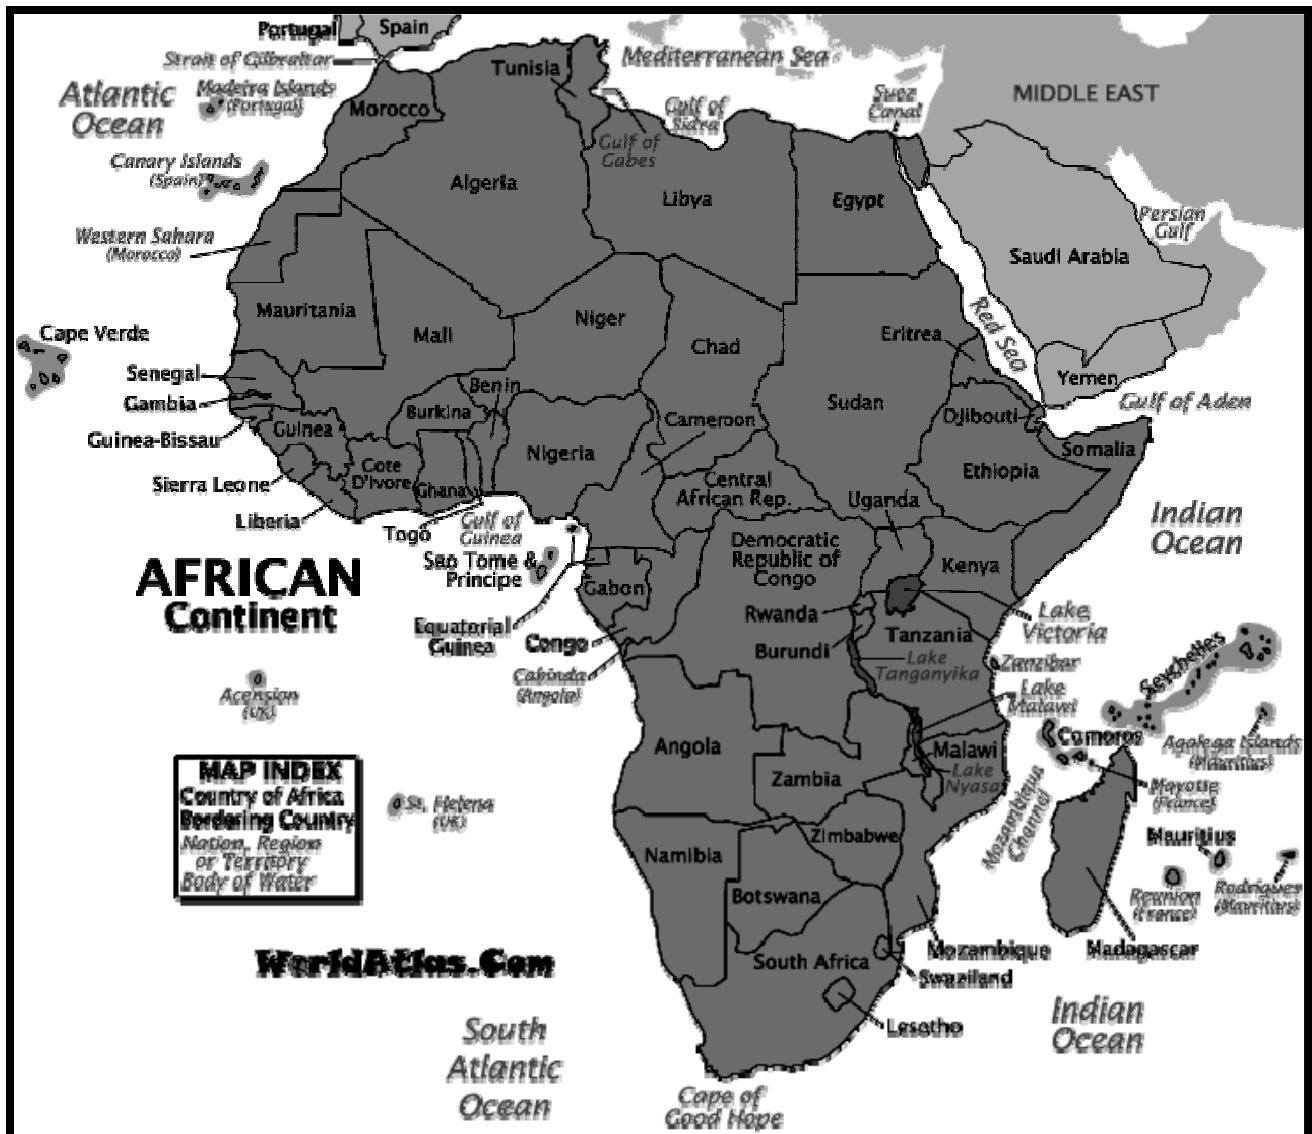 Portugal
Spain
Strait of Gibraltar
Tunisia
Mediterranean Sea
Atlantic
Ocean
Madeira Islands
(Portugal)
Morocco
Gulf of
Sidra
Suez
Canal
MIDDLE EAST
Gulf of
Gabes
Canary Islands
(Spain)
Algeria
Libya
Egypt
Persian
Gulf
Western Sahara
(Morocco)
Saudi Arabia
Mauritania
Mali
Niger
Chad
Eritrea
Red Sea
Cape Verde
Senegal
Benin
Yemen
Gambia
Burkina
Sudan
Djibouti
Gulf of Aden
Guinea-Bissau
Guinea
Cameroon
Nigeria
Somalia
Cote
D'Ivore
Ghana
Central
African Rep.
Ethiopia
Sierra Leone
Uganda
Liberia
Togo
Gulf of
Guinea
Democratic
Republic of
Congo
Indian
Ocean
Sao Tome &
Principe
Gabon
Kenya
AFRICAN
Continent
Rwanda
Lake
Victoria
Equatorial
Guinea
Congo
Burundi
Tanzania
Lake
Tanganyika
Zanzibar
Seychelles
Cabinda
(Angola)
Acension
(UK)
Lake
Malawi
Angola
Malawi
Comoros
Agalega Islands
(Mauritius)
MAP INDEX
Country of Africa
Bordering Country
Nation, Region
or Territory
Body of Water
St. Helena
(UK)
Zambia
Lake
Nyasa
Mozambique
Channel
Mayotte
(France)
Namibia
Zimbabwe
Mauritius
Botswana
Reunion
(France)
Rodrigues
(Mauritius)
WorldAtlas.Com
South Africa
Mozambique
Madagascar
Swaziland
Lesotho
Indian
Ocean
South
Atlantic
Ocean
Cape of
Good Hope